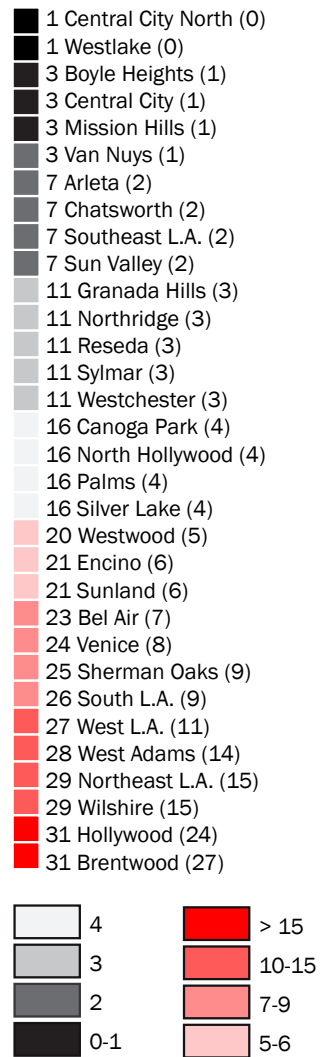 1 Central City North (0)
1 Westlake (0)
3 Boyle Heights (1)
3 Central City (1)
3 Mission Hills (1)
3 Van Nuys (1)
7 Arleta (2)
7 Chatsworth (2)
7 Southeast L.A. (2)
7 Sun Valley (2)
11 Granada Hills (3)
11 Northridge (3)
11 Reseda (3)
11 Sylmar (3)
11 Westchester (3)
16 Canoga Park (4)
16 North Hollywood (4)
16 Palms (4)
16 Silver Lake (4)
20 Westwood (5)
21 Encino (6)
21 Sunland (6)
23 Bel Air (7)
24 Venice (8)
25 Sherman Oaks (9)
26 South L.A. (9)
27 West L.A. (11)
28 West Adams (14)
29 Northeast L.A. (15)
29 Wilshire (15)
31 Hollywood (24)
31 Brentwood (27)
4
3
2
0-1
> 15
10-15
7-9
5-6